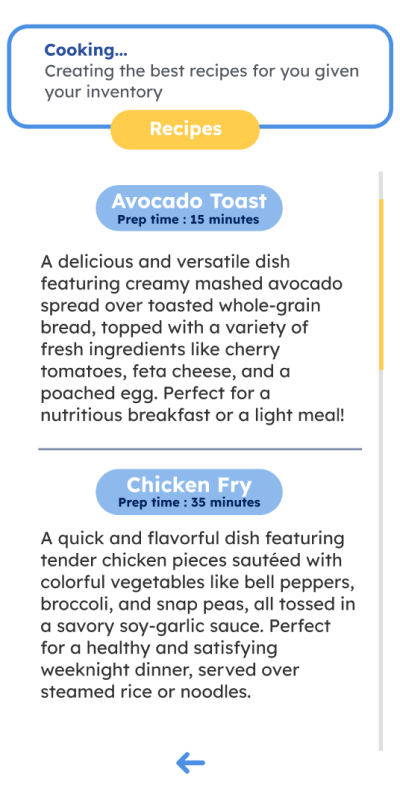 Cooking...
Creating the best recipes for you given
your inventory
Recipes
Avocado Toast
Prep time : 15 minutes
A delicious and versatile dish
featuring creamy mashed avocado
spread over toasted whole-grain
bread, topped with a variety of
fresh ingredients like cherry
tomatoes, feta cheese, and a
poached egg. Perfect for a
nutritious breakfast or a light meal!
Chicken Fry
Prep time : 35 minutes
A quick and flavorful dish featuring
tender chicken pieces sautéed with
colorful vegetables like bell peppers,
broccoli, and snap peas, all tossed in
a savory soy-garlic sauce. Perfect
for a healthy and satisfying
weeknight dinner, served over
steamed rice or noodles.